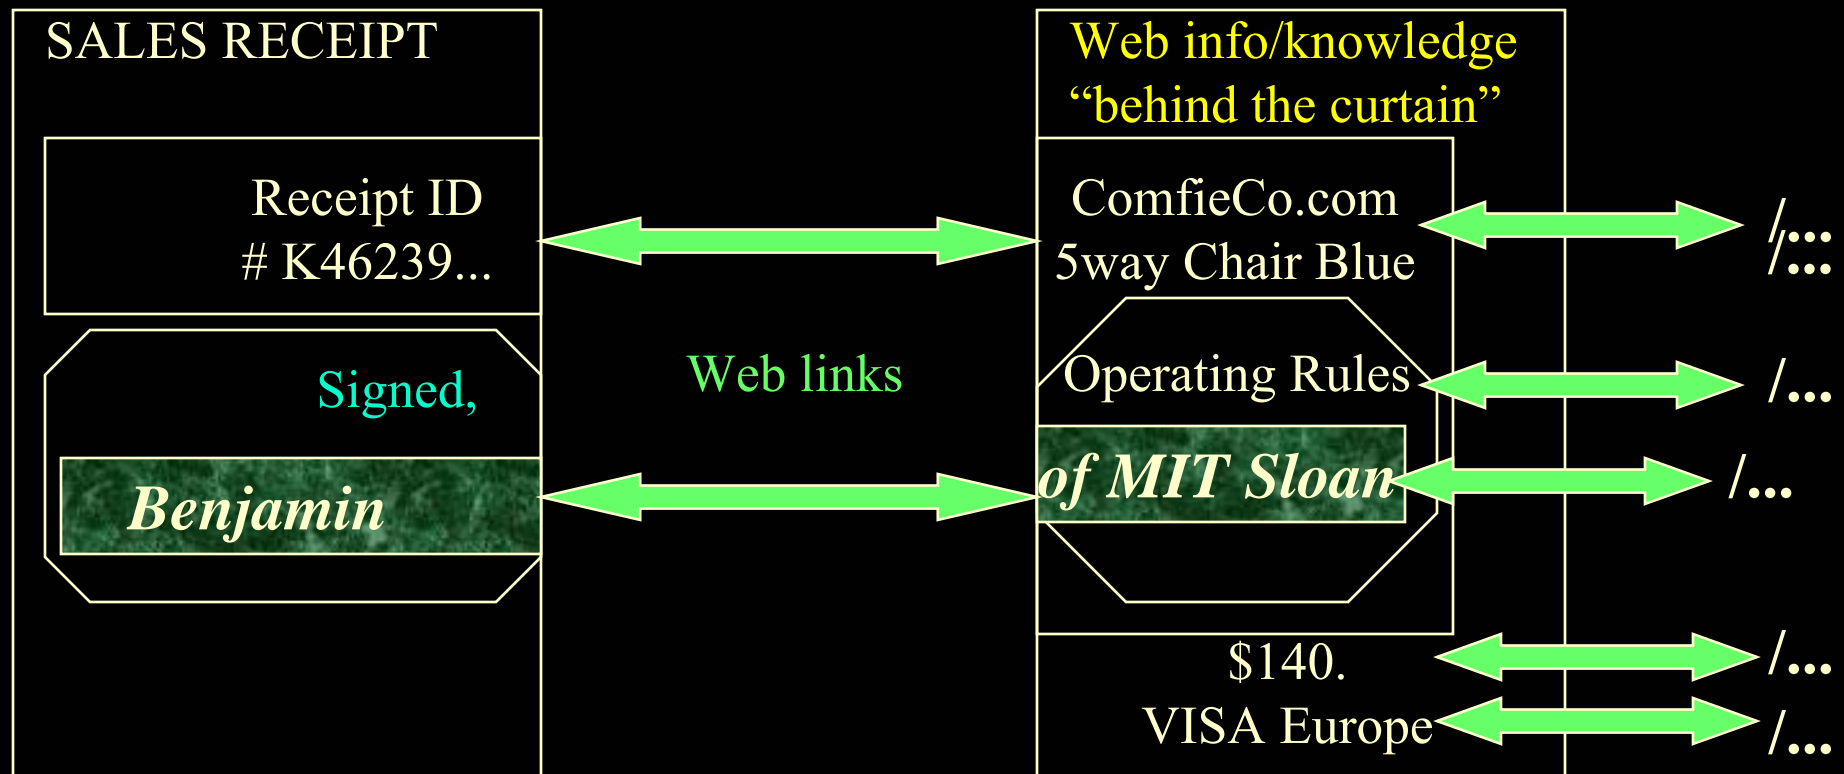 SALES RECEIPT
Receipt ID
# K46239...
Signed,
Benjamin
Web links
Web info/knowledge
“behind the curtain”
ComfieCo.com
5way Chair Blue
Operating Rules
of MIT Sloan
$140.
VISA Europe
/...
/...
/...
/...
/...
/...